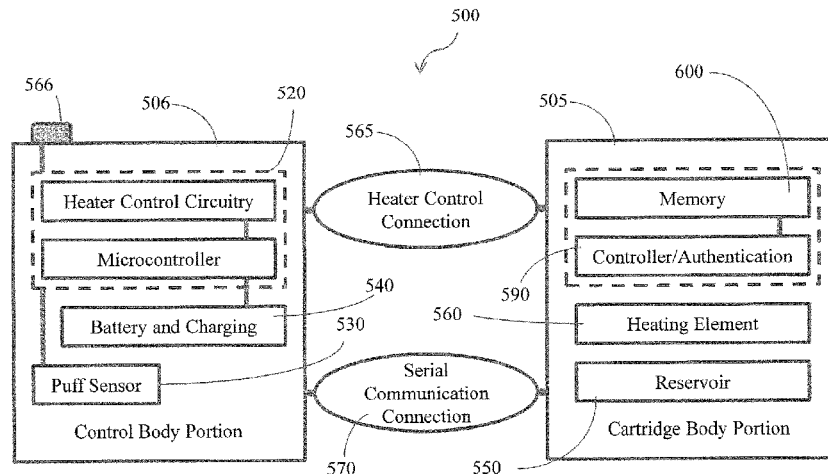 500
566
506
520
505
600
565
Heater Control Circuitry
Heater Control
Connection
Memory
Microcontroller
Controller/Authentication
540
590
560
Battery and Charging
530
Heating Element
Puff Sensor
Serial
Communication
Connection
Reservoir
Control Body Portion
Cartridge Body Portion
570
550